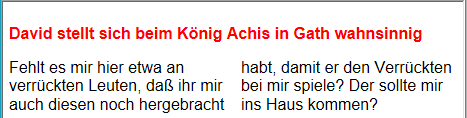 David stellt sich beim König Achis in Gath wahnsinnig
Fehlt es mir hier etwa an
verrückten Leuten, daß ihr mir
auch diesen noch hergebracht
habt, damit er den Verrückten
bei mir spiele? Der sollte mir
ins Haus kommen?